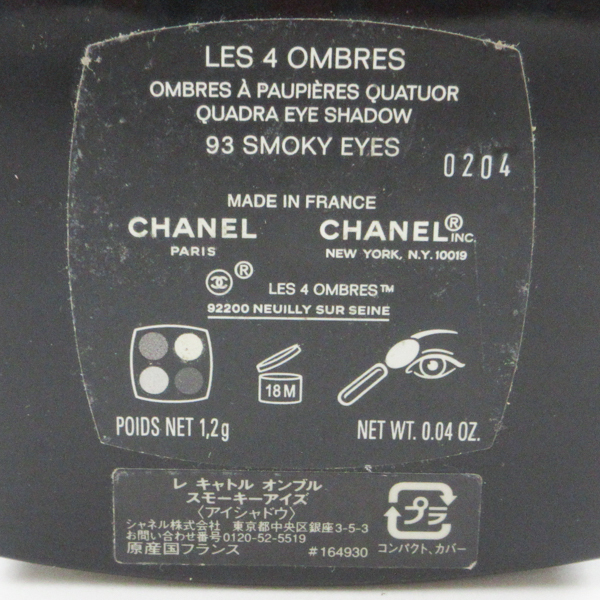 LES 4 OMBRES
OMBRES À PAUPIÈRES QUATUOR
QUADRA EYE SHADOW
93 SMOKY EYES
0204
MADE IN FRANCE
CHANEL
PARIS
CHANEL® INC.
NEW YORK, N.Y. 10019
® LES 4 OMBRES™
92200 NEUILLY SUR SEINE
18 M
POIDS NET 1,2g
NET WT. 0.04 OZ.
レ キャトル オンブル
スモーキーアイズ
〈アイシャドウ〉
シャネル株式会社 東京都中央区銀座3-5-3
お問い合わせ番号0120-52-5519
原産国フランス #164930
プラ
コンパクト、カバー